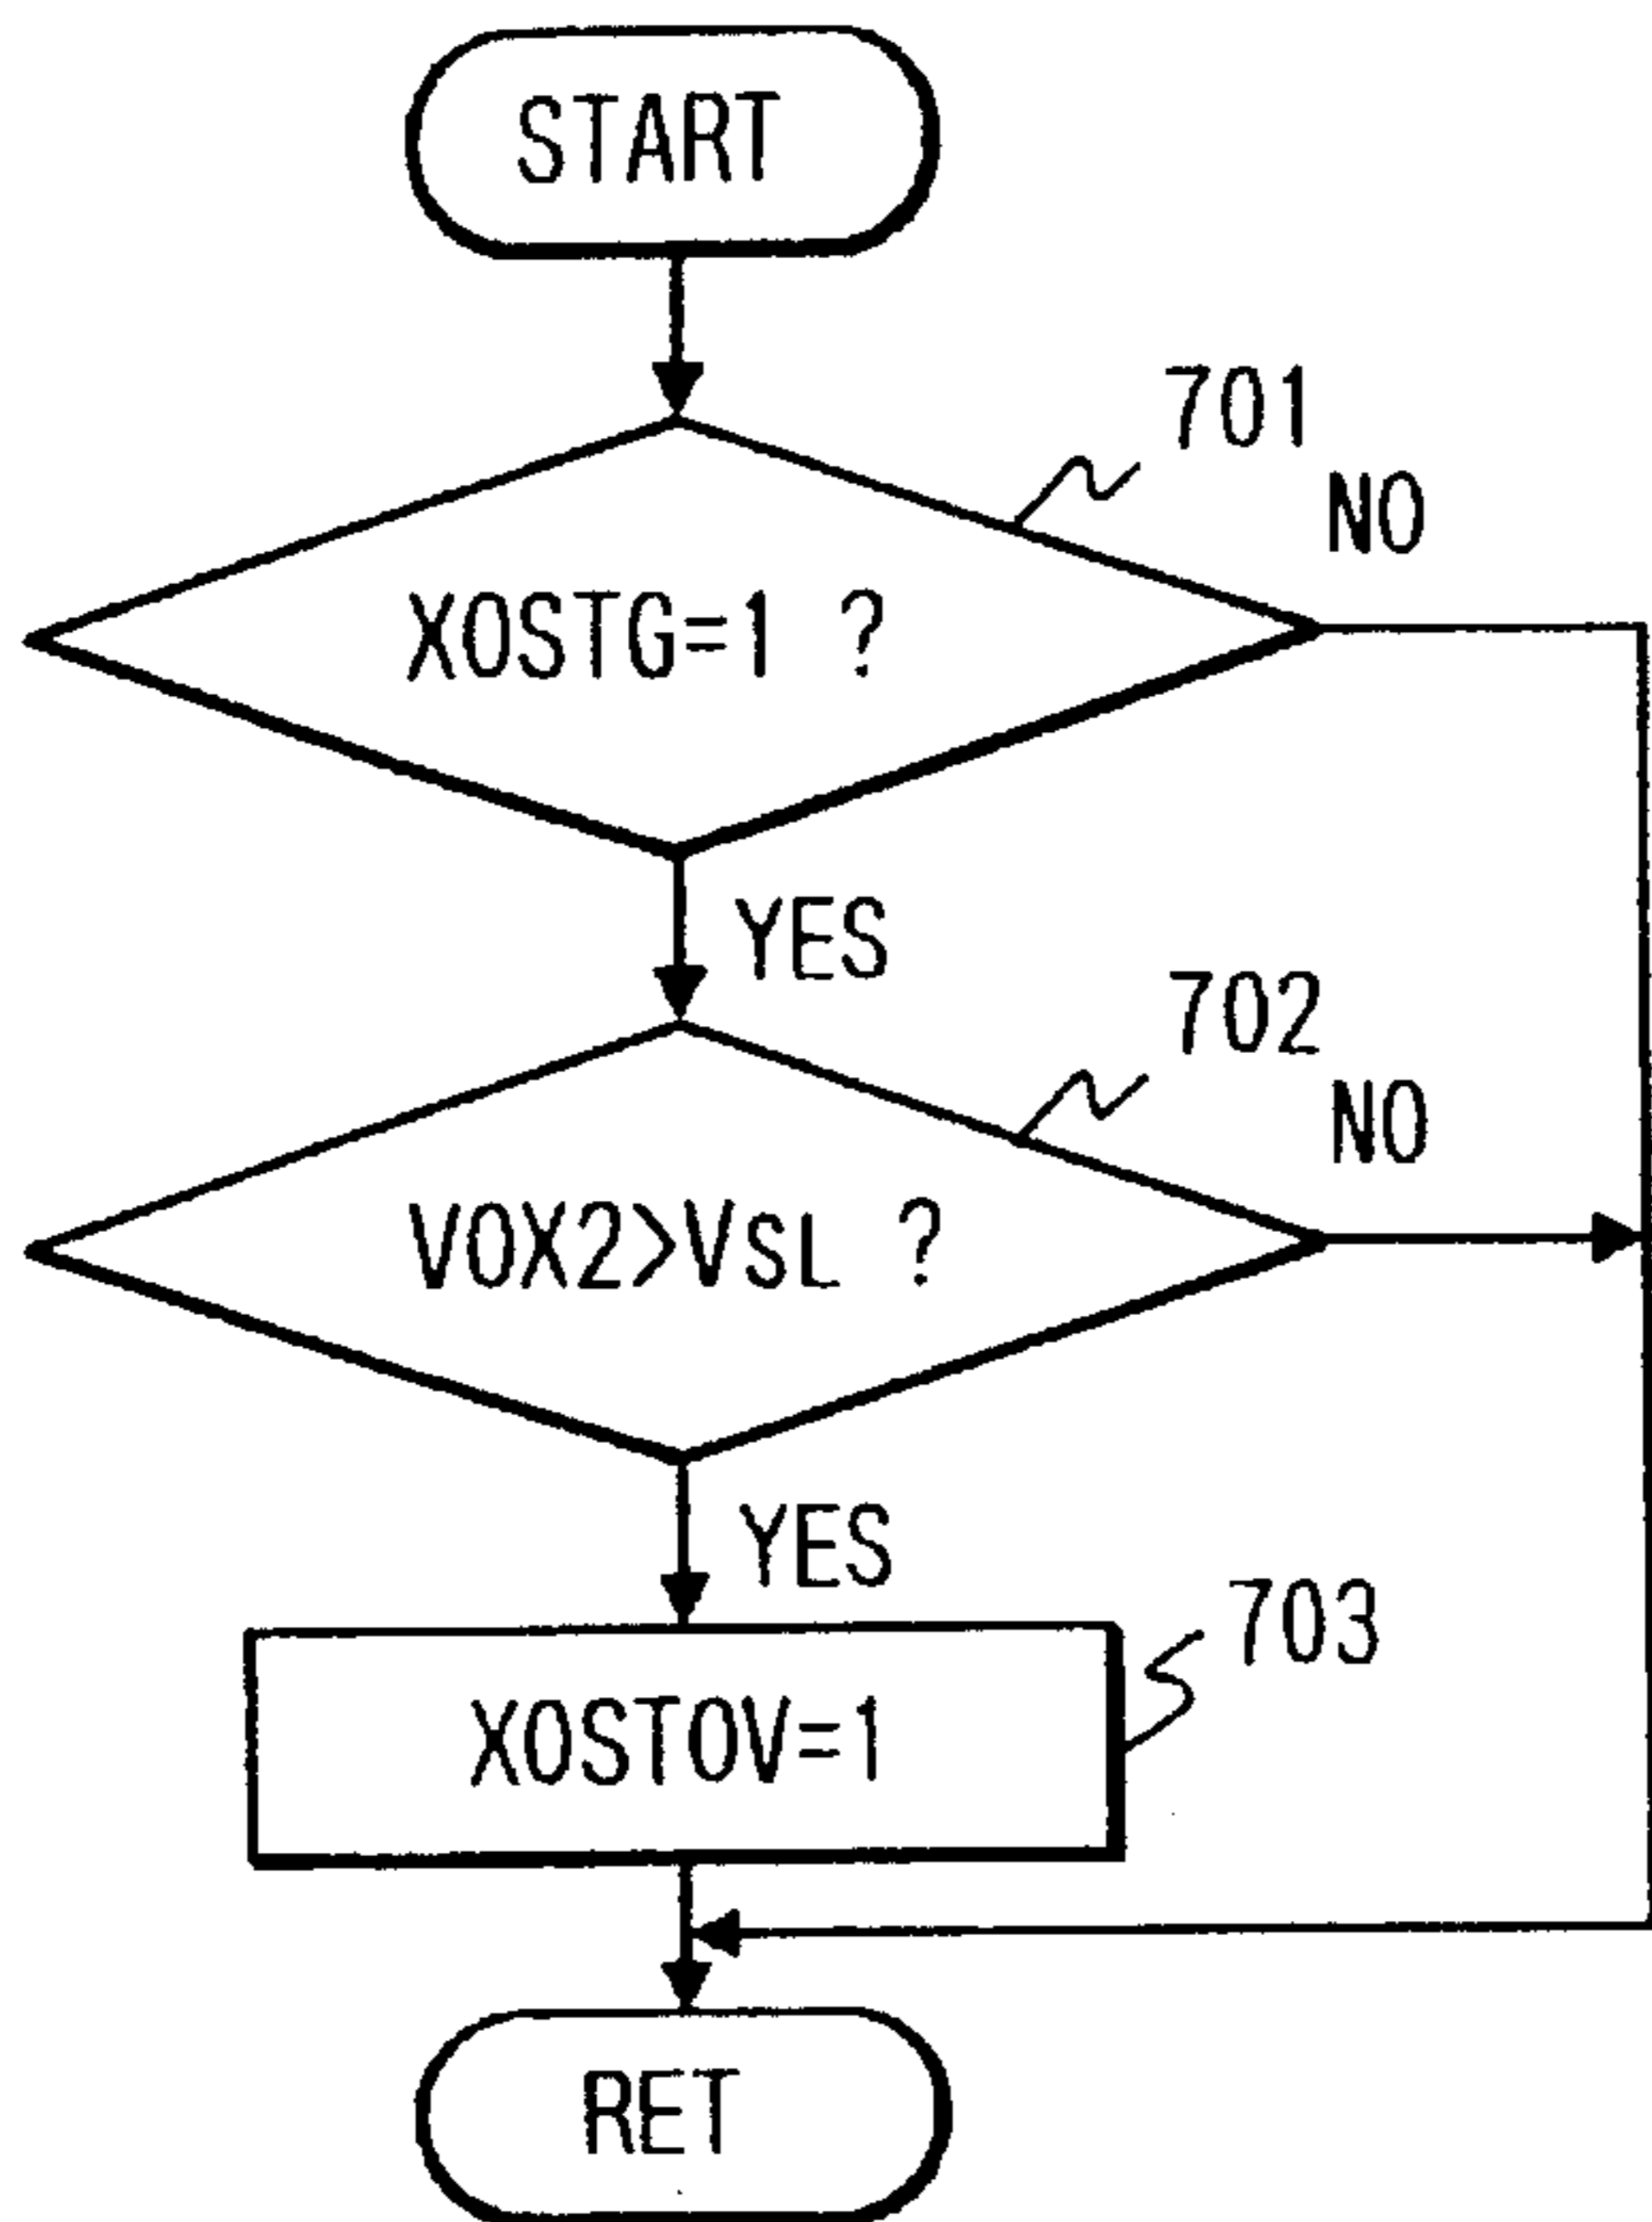 START
701
NO
XOSTG=1 ?
YES
702
NO
VOX2>VSL ?
YES
703
XOSTOV=1
RET